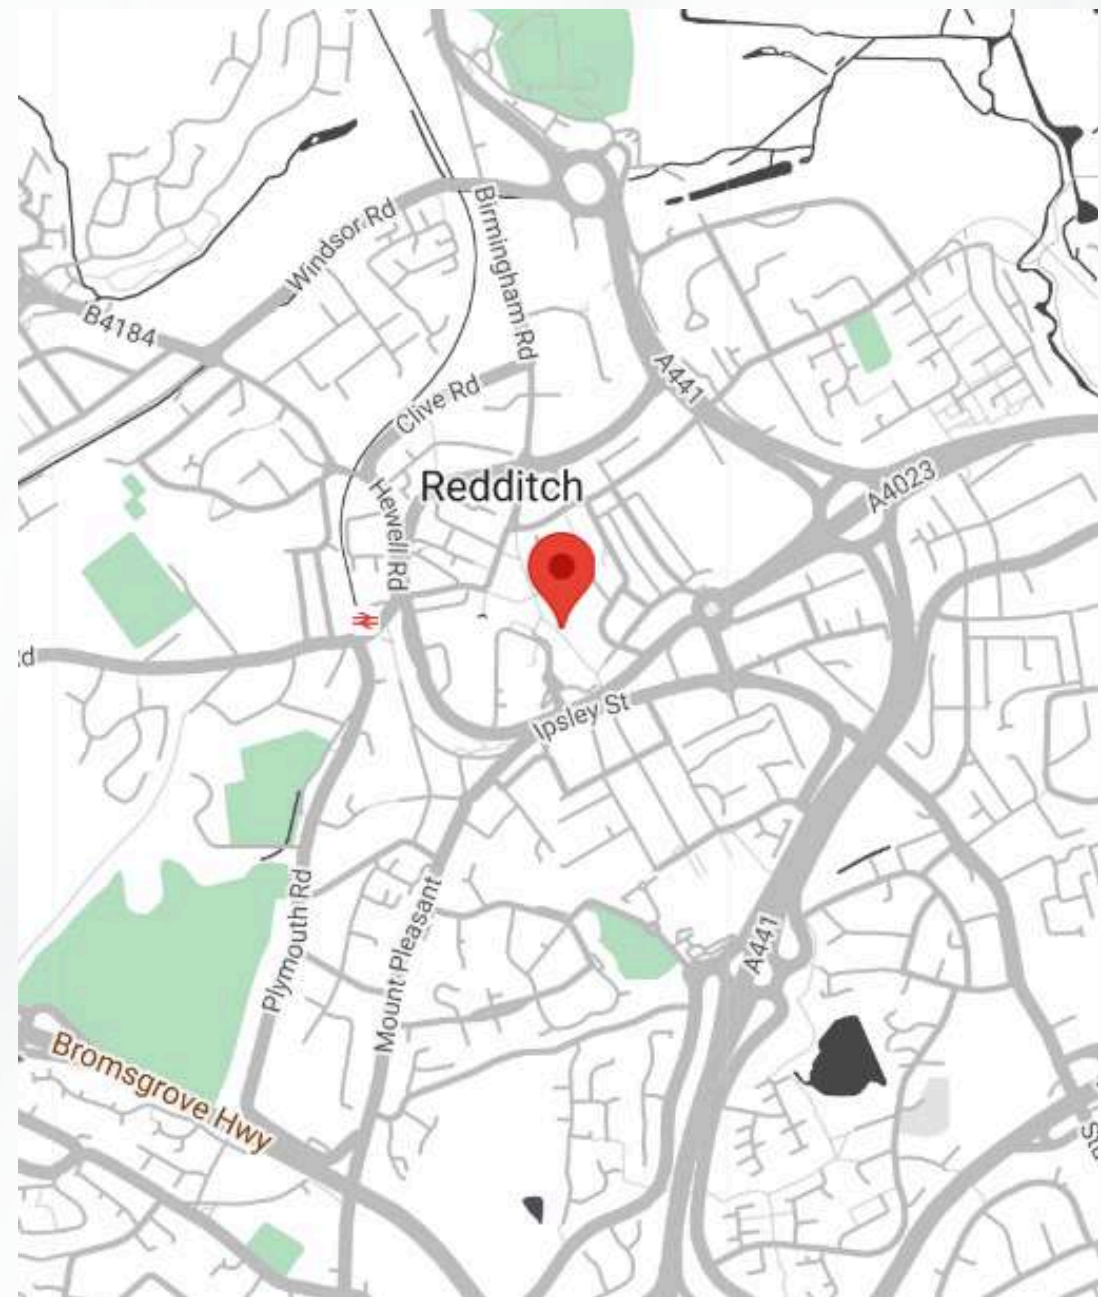 Windsor Rd
Birmingham Rd
B4184
A441
Clive Rd
Redditch
A4023
Hewell Rd
Ipsley St
Plymouth Rd
Mount Pleasant
A441
Bromsgrove Hwy